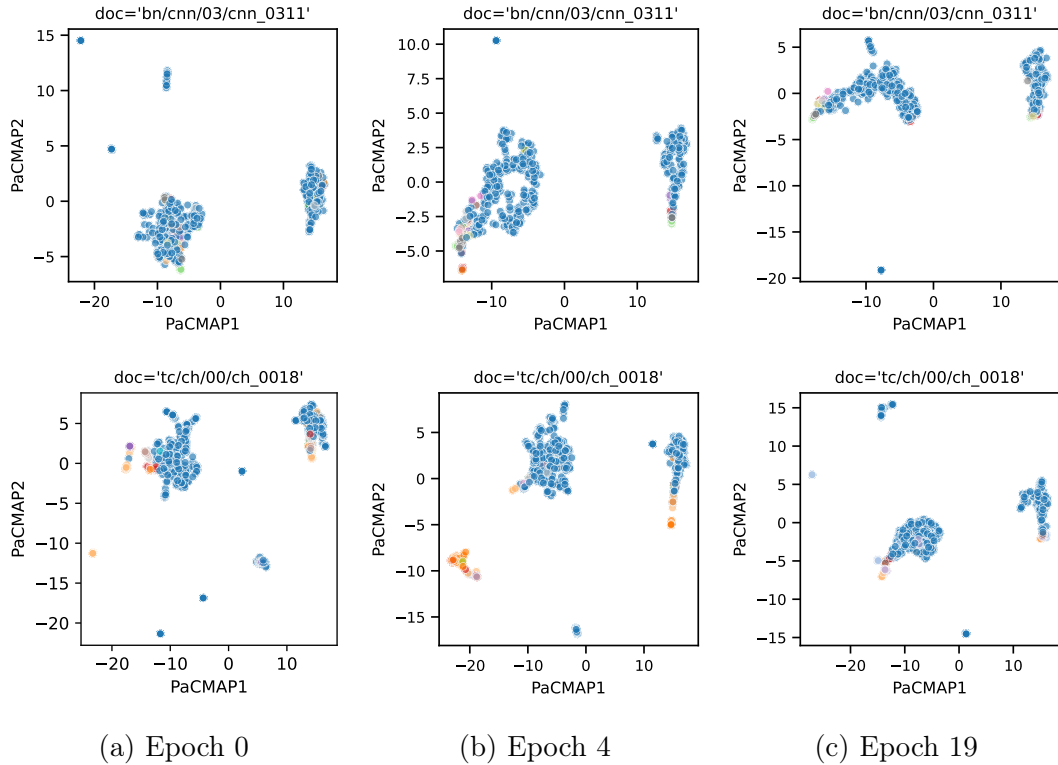 doc='bn/cnn/03/cnn_0311'
doc='bn/cnn/03/cnn_0311'
doc='bn/cnn/03/cnn_0311'
15
10
5
0
−5
PaCMAP2
−20
−10
0
10
PaCMAP1
10.0
7.5
5.0
2.5
0.0
−2.5
−5.0
PaCMAP2
−10
0
10
PaCMAP1
5
0
−5
−10
−15
−20
PaCMAP2
−10
0
10
PaCMAP1
doc='tc/ch/00/ch_0018'
doc='tc/ch/00/ch_0018'
doc='tc/ch/00/ch_0018'
5
0
−5
−10
−15
−20
PaCMAP2
−20
−10
0
10
PaCMAP1
5
0
−5
−10
−15
PaCMAP2
−20
−10
0
10
PaCMAP1
15
10
5
0
−5
−10
−15
PaCMAP2
−20
−10
0
10
PaCMAP1
(a) Epoch 0
(b) Epoch 4
(c) Epoch 19